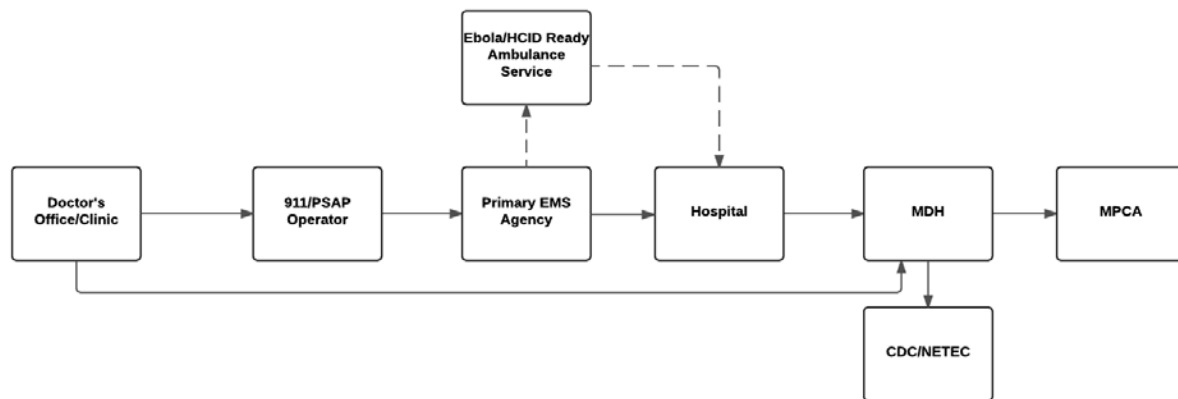 Ebola/HCID Ready
Ambulance
Service
Doctor's
Office/Clinic
911/PSAP
Operator
Primary EMS
Agency
Hospital
MDH
MPCA
CDC/NETEC